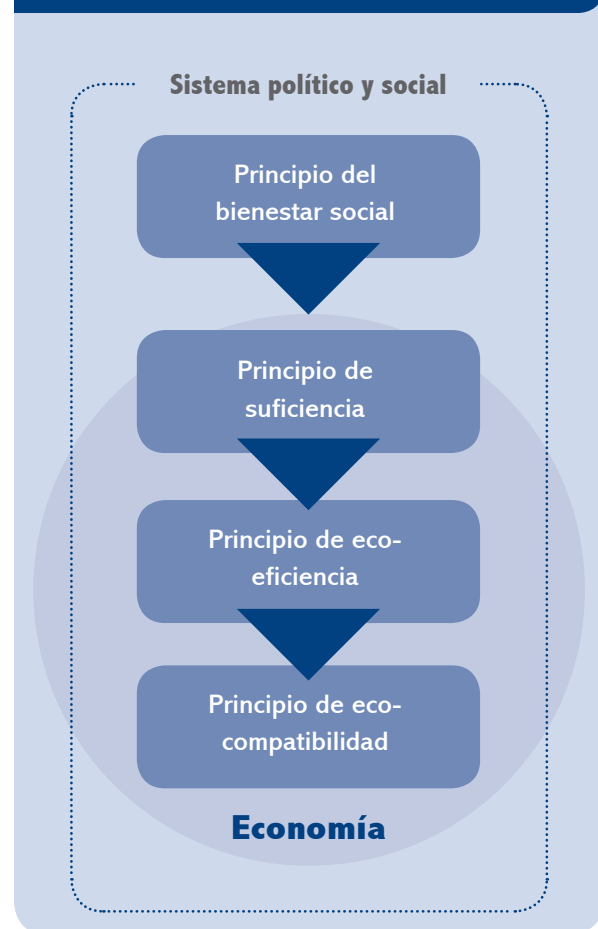 Sistema político y social
Principio del
bienestar social
Principio de
suficiencia
Principio de eco-
eficiencia
Principio de eco-
compatibilidad
Economía